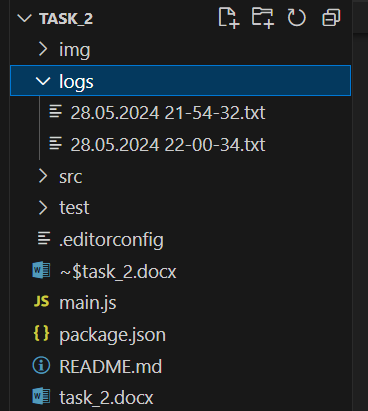 TASK_2
img
logs
28.05.2024 21-54-32.txt
28.05.2024 22-00-34.txt
src
test
.editorconfig
~$task_2.docx
JS main.js
{} package.json
README.md
task_2.docx